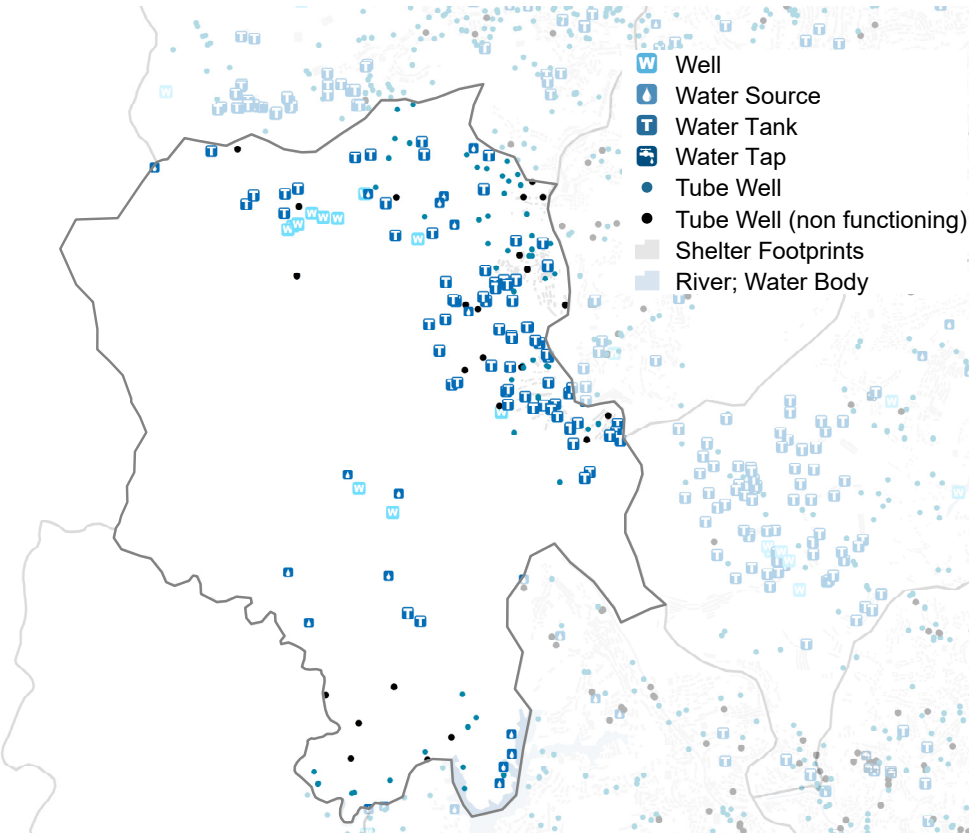 Well
Water Source
Water Tank
Water Tap
Tube Well
Tube Well (non functioning)
Shelter Footprints
River; Water Body